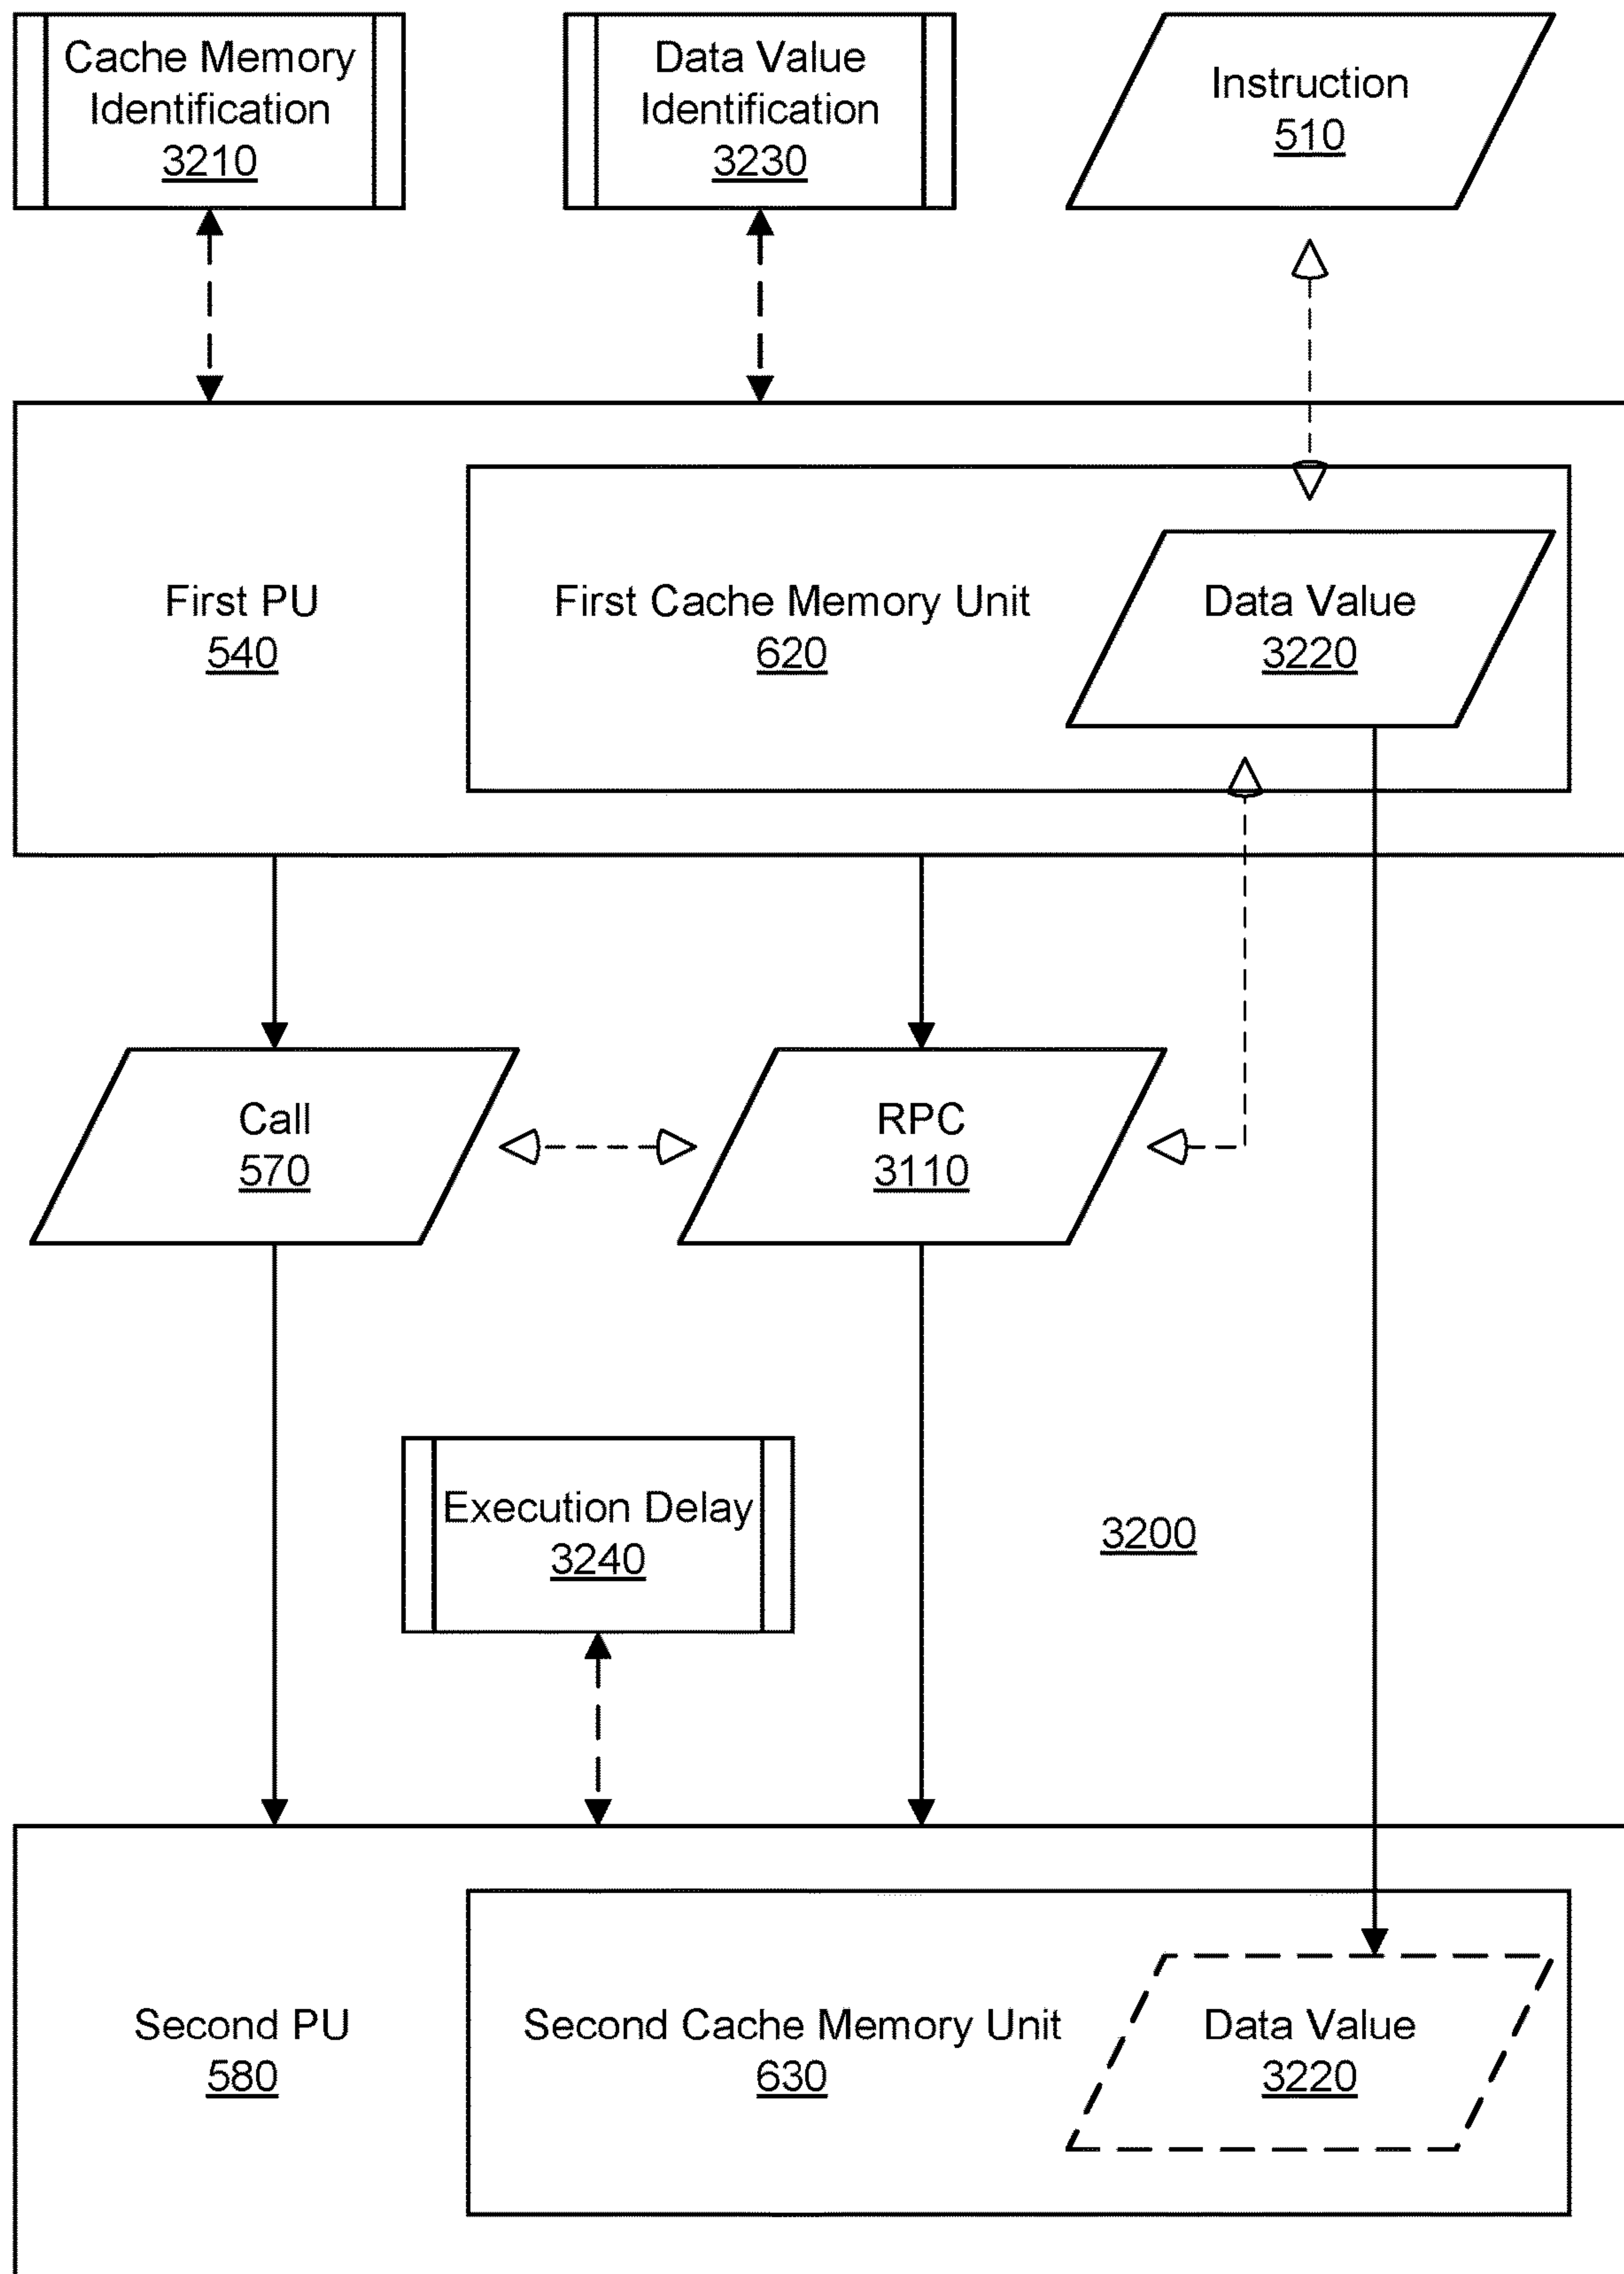 Cache Memory
Identification
3210
Data Value
Identification
3230
Instruction
510
First PU
540
First Cache Memory Unit
620
Data Value
3220
Call
570
RPC
3110
Execution Delay
3240
3200
Second PU
580
Second Cache Memory Unit
630
Data Value
3220